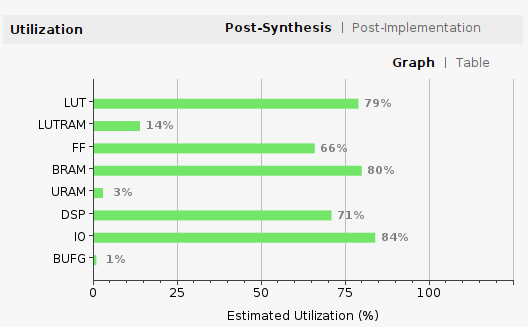 Utilization Post-Synthesis | Post-Implementation
Graph | Table
LUT 79%
LUTRAM 14%
FF 66%
BRAM 80%
URAM 3%
DSP 71%
IO 84%
BUFG 1%
0 25 50 75 100
Estimated Utilization (%)